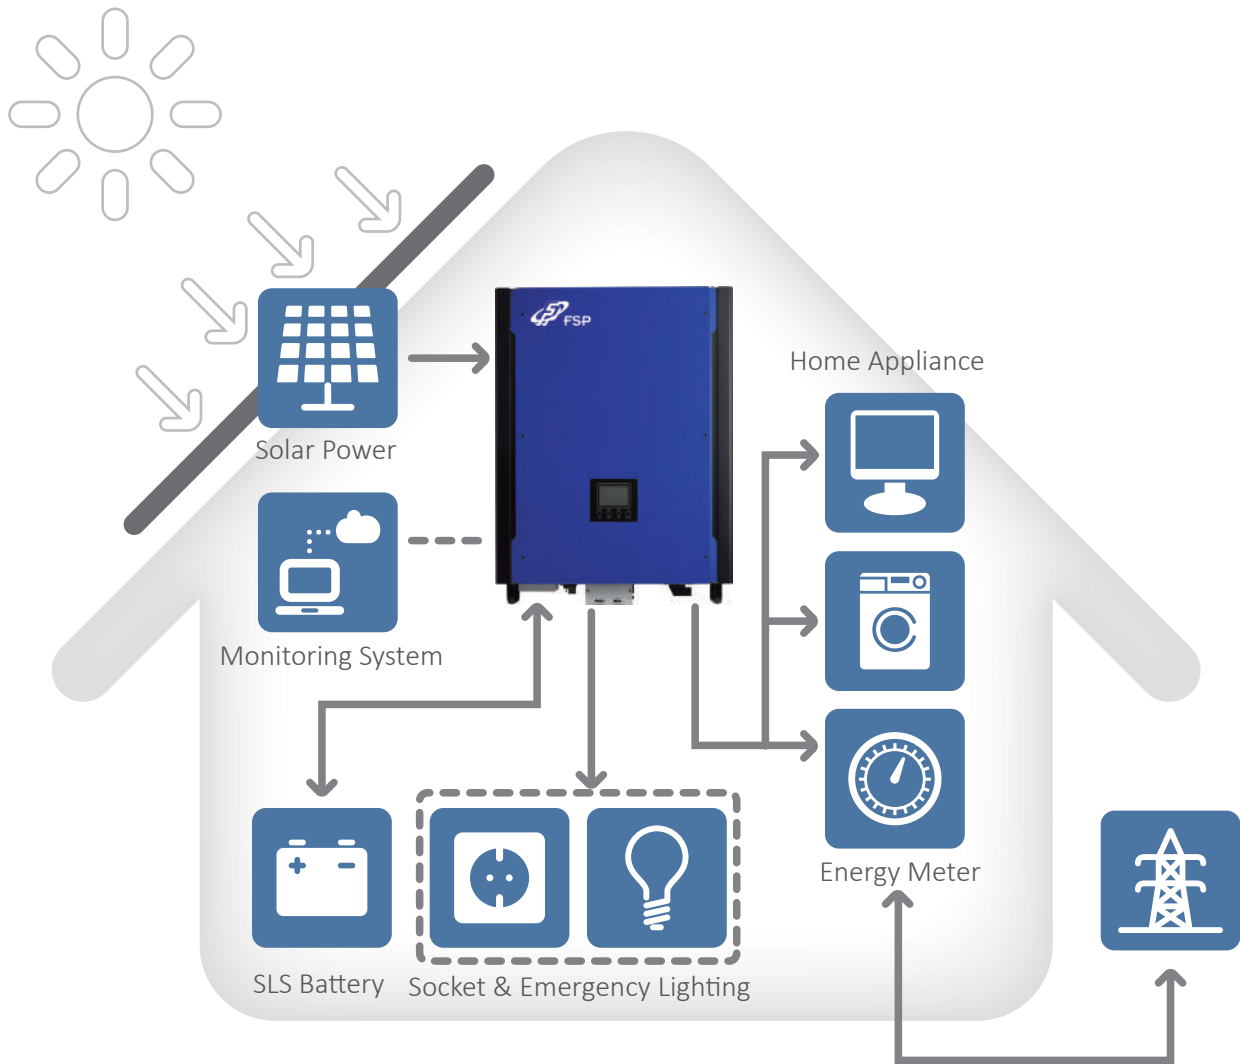 FSP
Home Appliance
Solar Power
Monitoring System
Energy Meter
SLS Battery
Socket & Emergency Lighting